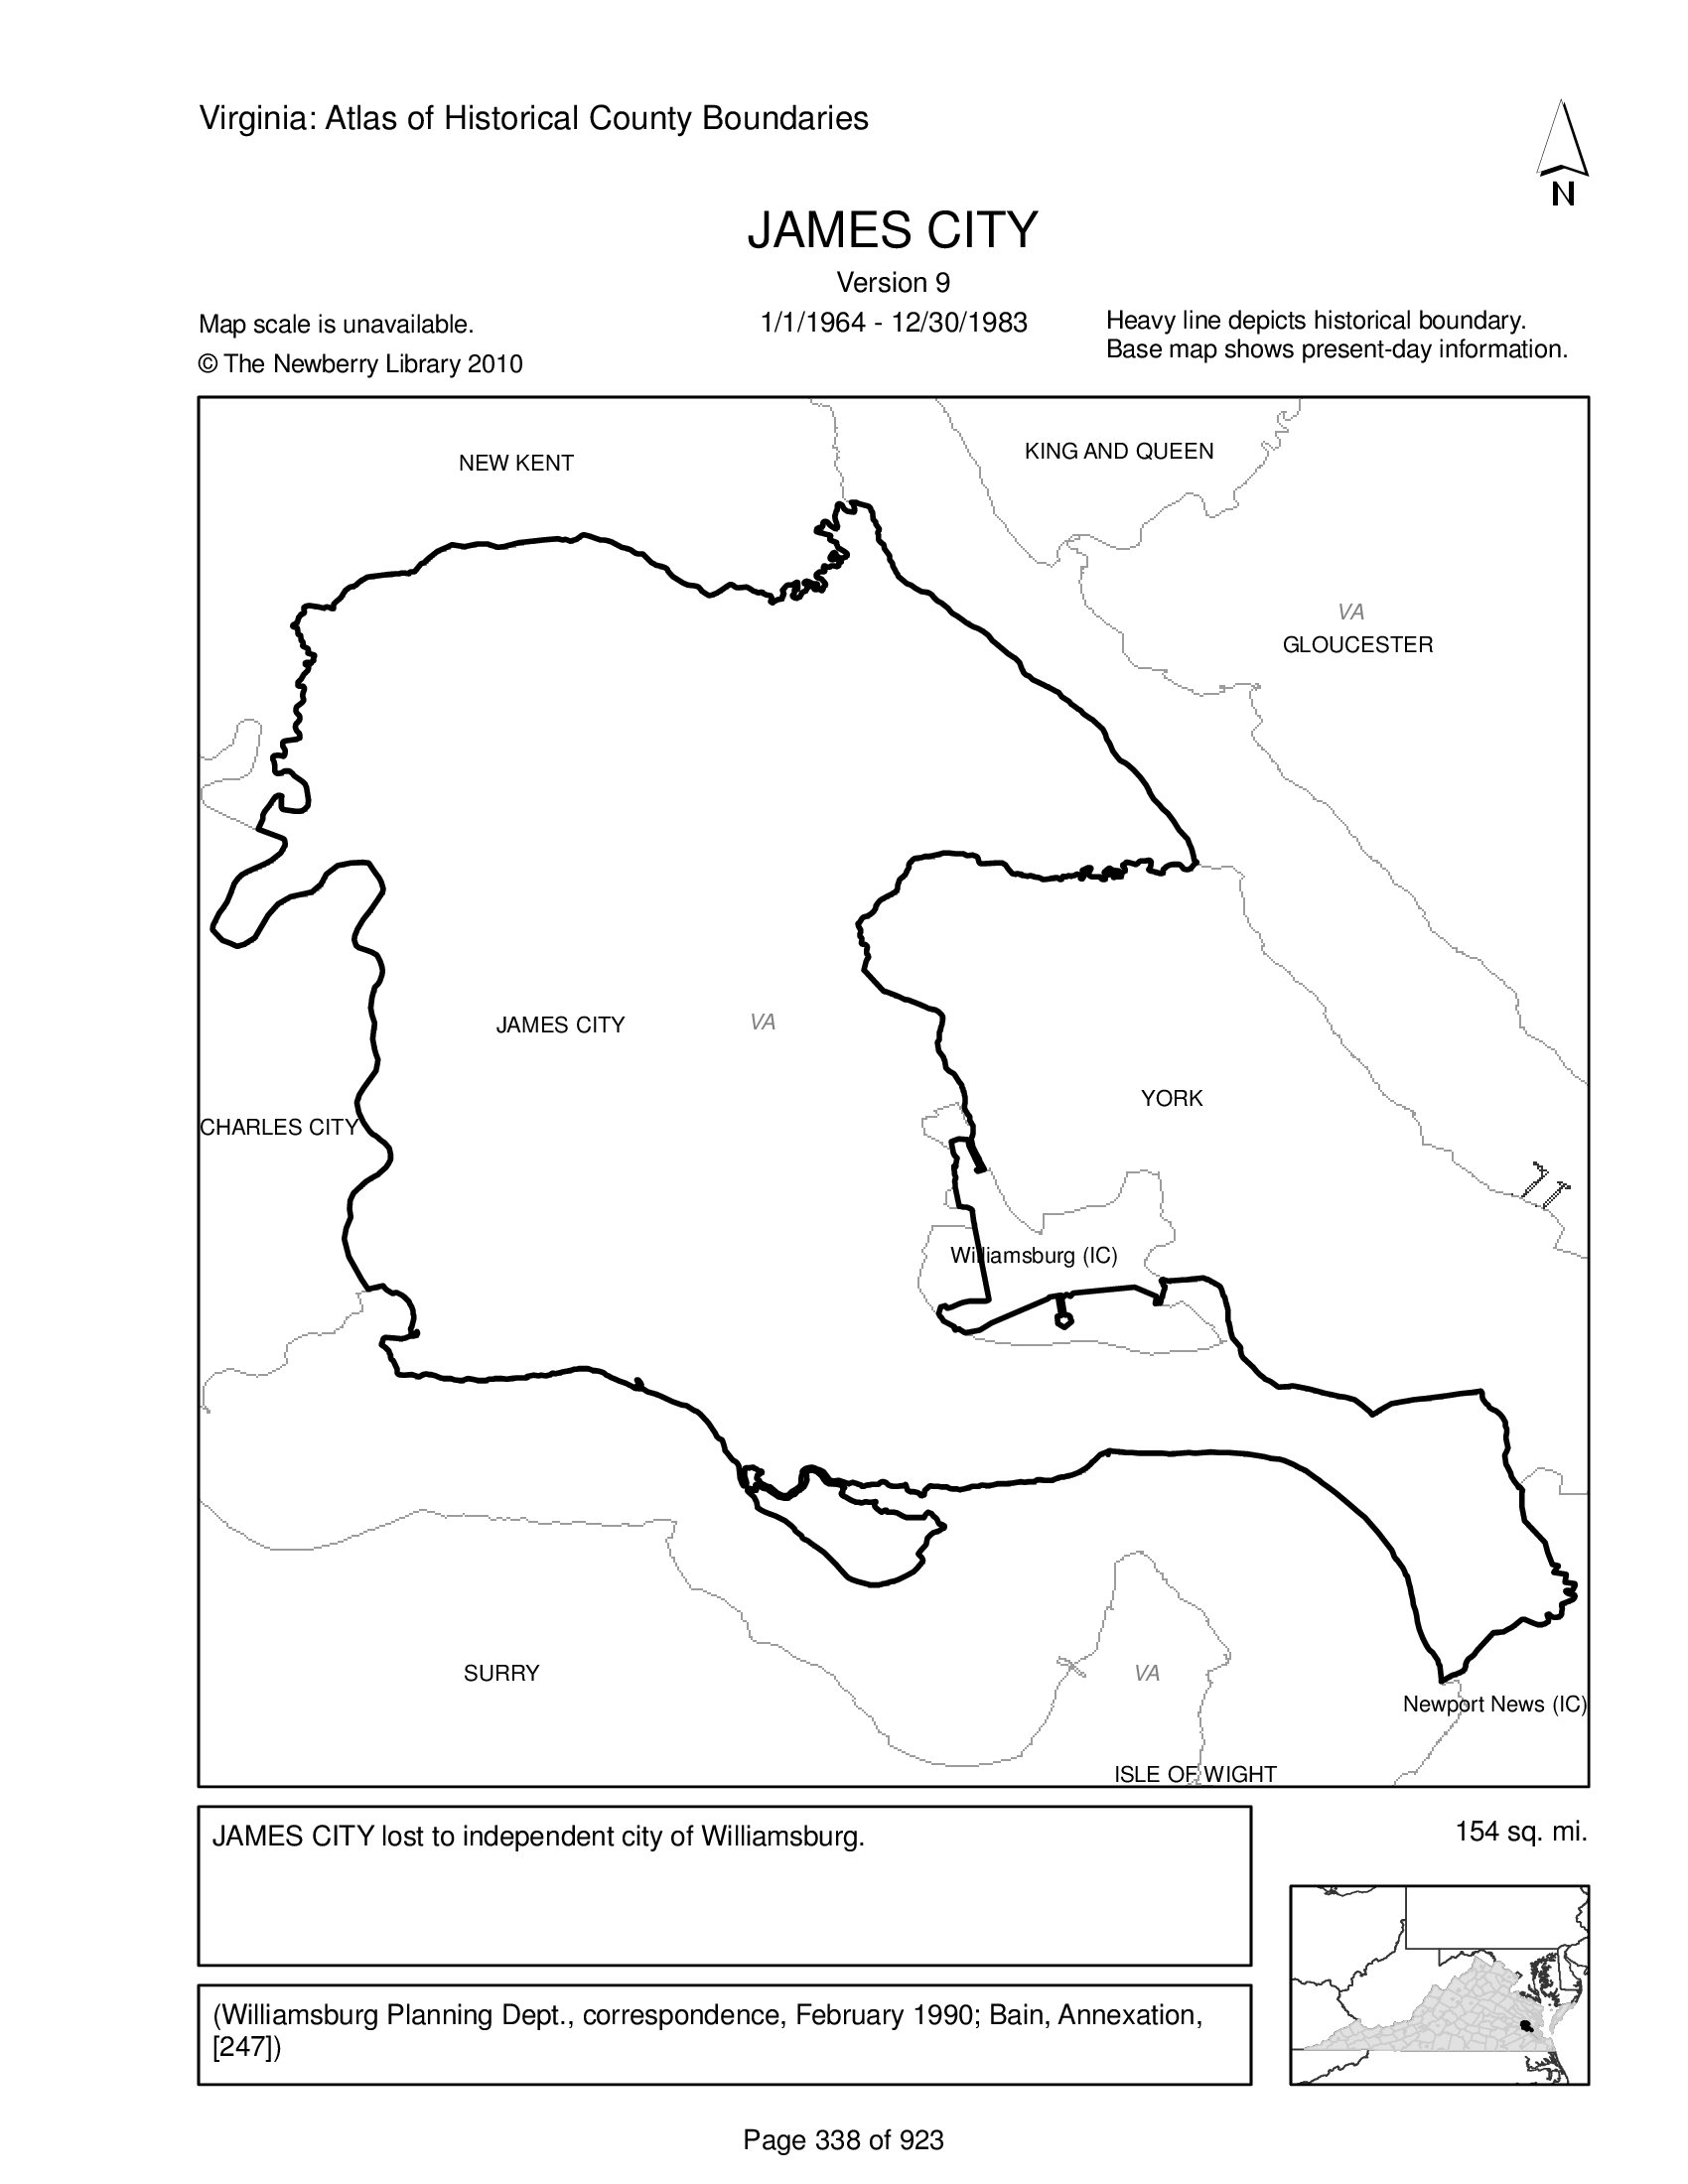 Virginia: Atlas of Historical County Boundaries
N
JAMES CITY
Version 9
1/1/1964 - 12/30/1983
Map scale is unavailable.
© The Newberry Library 2010
Heavy line depicts historical boundary.
Base map shows present-day information.
NEW KENT
KING AND QUEEN
VA
GLOUCESTER
JAMES CITY
VA
YORK
CHARLES CITY
Williamsburg (IC)
SURRY
VA
Newport News (IC)
ISLE OF WIGHT
JAMES CITY lost to independent city of Williamsburg.
154 sq. mi.
(Williamsburg Planning Dept., correspondence, February 1990; Bain, Annexation,
[247])
Page 338 of 923